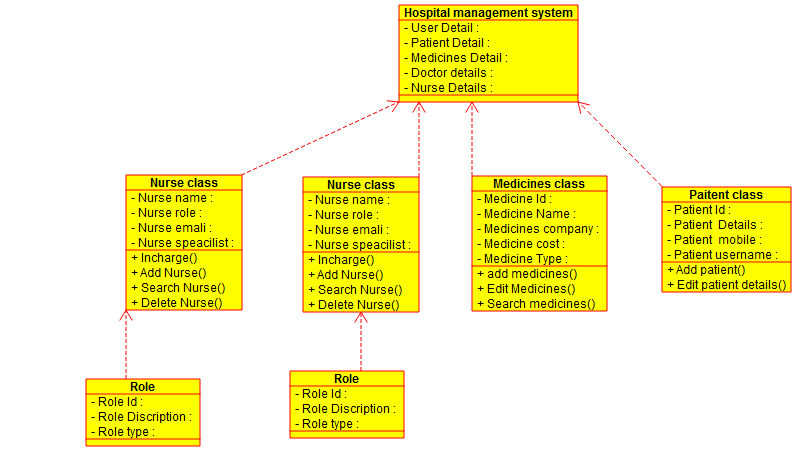 Hospital management system
- User Detail :
- Patient Detail :
- Medicines Detail :
- Doctor details :
- Nurse Details :
Nurse class
- Nurse name :
- Nurse role :
- Nurse emali :
- Nurse speacilist :
+ Incharge()
+ Add Nurse()
+ Search Nurse()
+ Delete Nurse()
Nurse class
- Nurse name :
- Nurse role :
- Nurse emali :
- Nurse speacilist :
+ Incharge()
+ Add Nurse()
+ Search Nurse()
+ Delete Nurse()
Medicines class
- Medicine Id :
- Medicine Name :
- Medicines company :
- Medicine cost :
- Medicine Type :
+ add medicines()
+ Edit Medicines()
+ Search medicines()
Paitent class
- Patient Id :
- Patient  Details :
- Patient  mobile :
- Patient username :
+ Add patient()
+ Edit patient details()
Role
- Role Id :
- Role Discription :
- Role type :
Role
- Role Id :
- Role Discription :
- Role type :